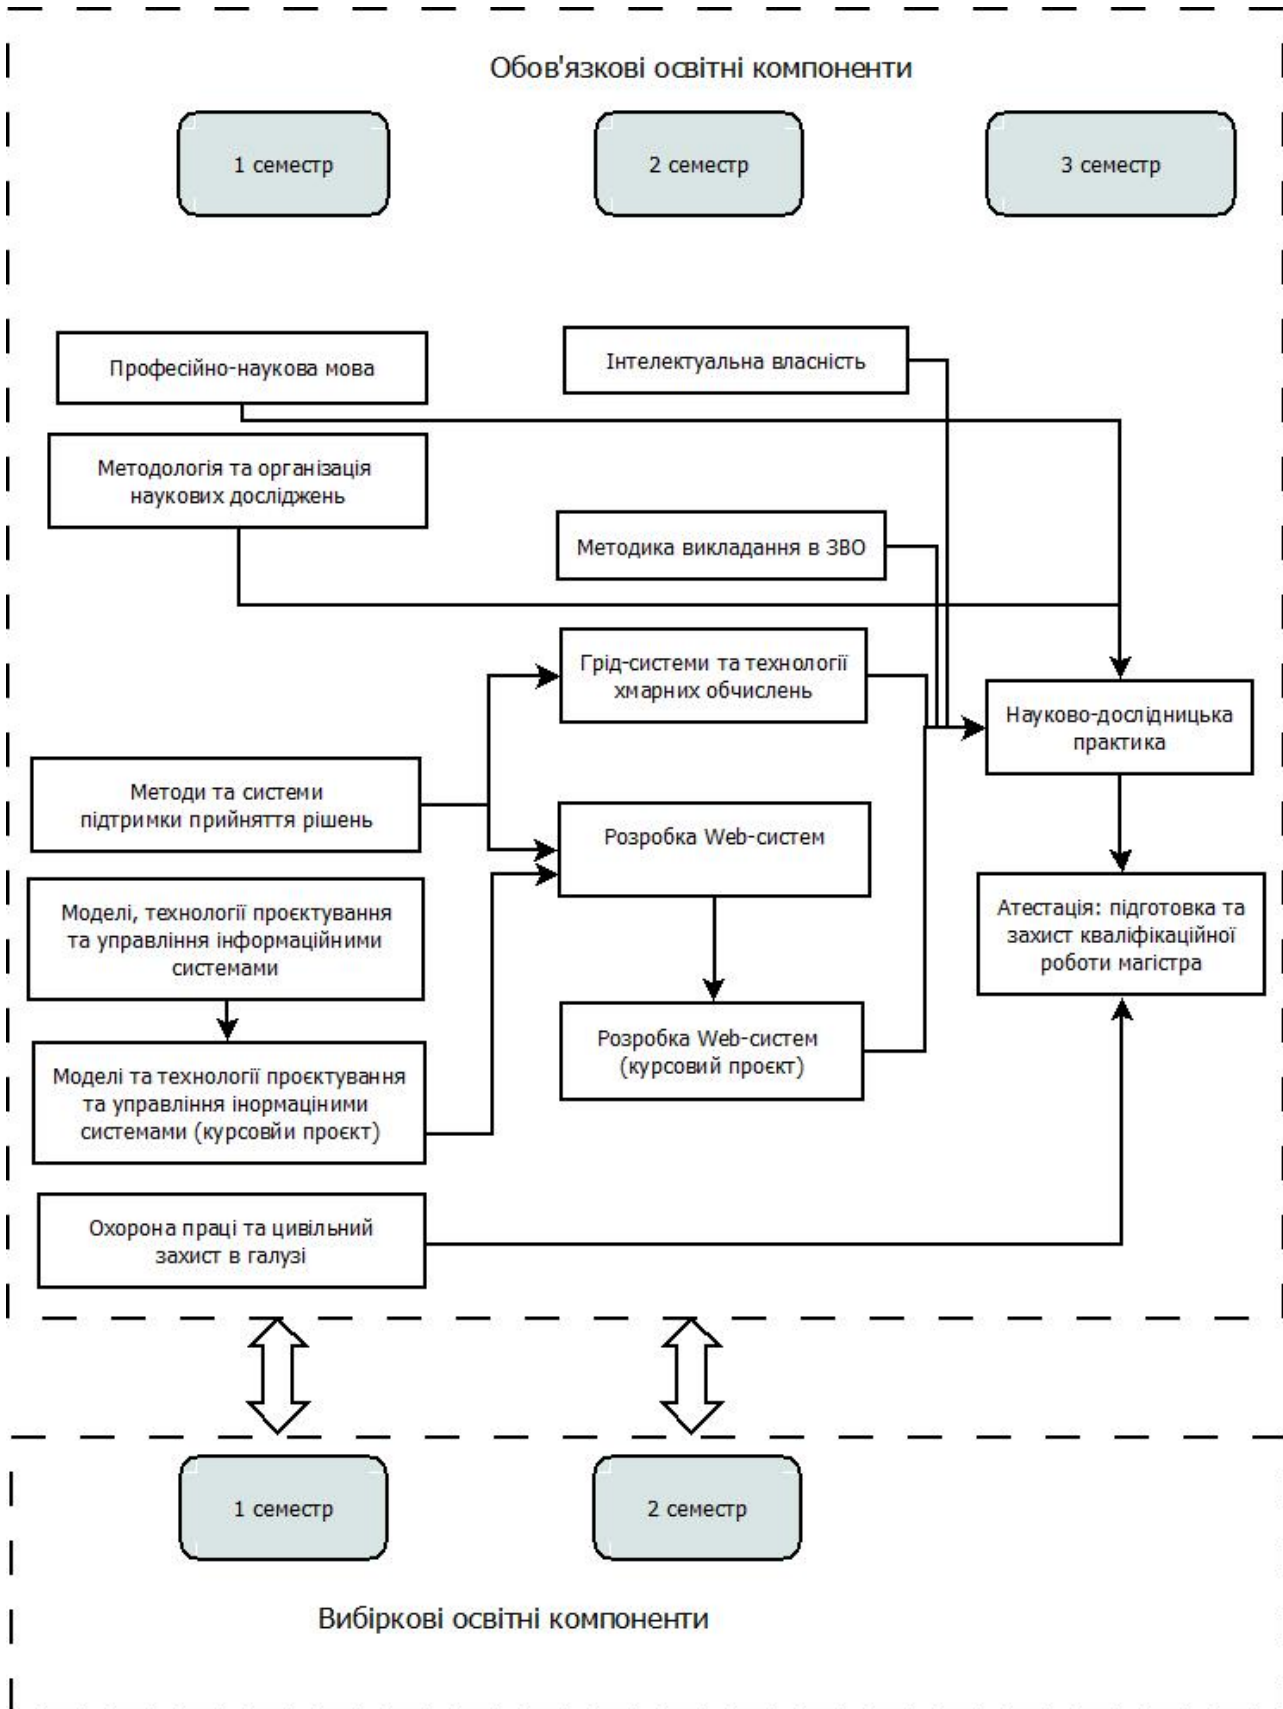 Обов'язкові освітні компоненти
1 семестр
2 семестр
3 семестр
Професійно-наукова мова
Інтелектуальна власність
Методологія та організація
наукових досліджень
Методика викладання в ЗВО
Грід-системи та технології
хмарних обчислень
Науково-дослідницька
практика
Методи та системи
підтримки прийняття рішень
Розробка Web-систем
Моделі, технології проєктування
та управління інформаційними
системами
Атестація: підготовка та
захист кваліфікаційної
роботи магістра
Розробка Web-систем
(курсовий проєкт)
Моделі та технології проєктування
та управління інормаціними
системами (курсовйи проєкт)
Охорона праці та цивільний
захист в галузі
1 семестр
2 семестр
Вибіркові освітні компоненти